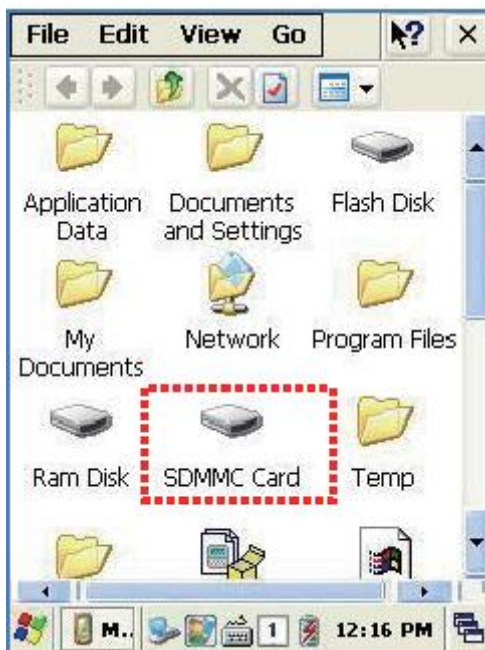 File Edit View Go
Application Documents Flash Disk
Data and Settings
My Network Program Files
Documents
Ram Disk SDMMC Card Temp
M.. 1 12:16 PM